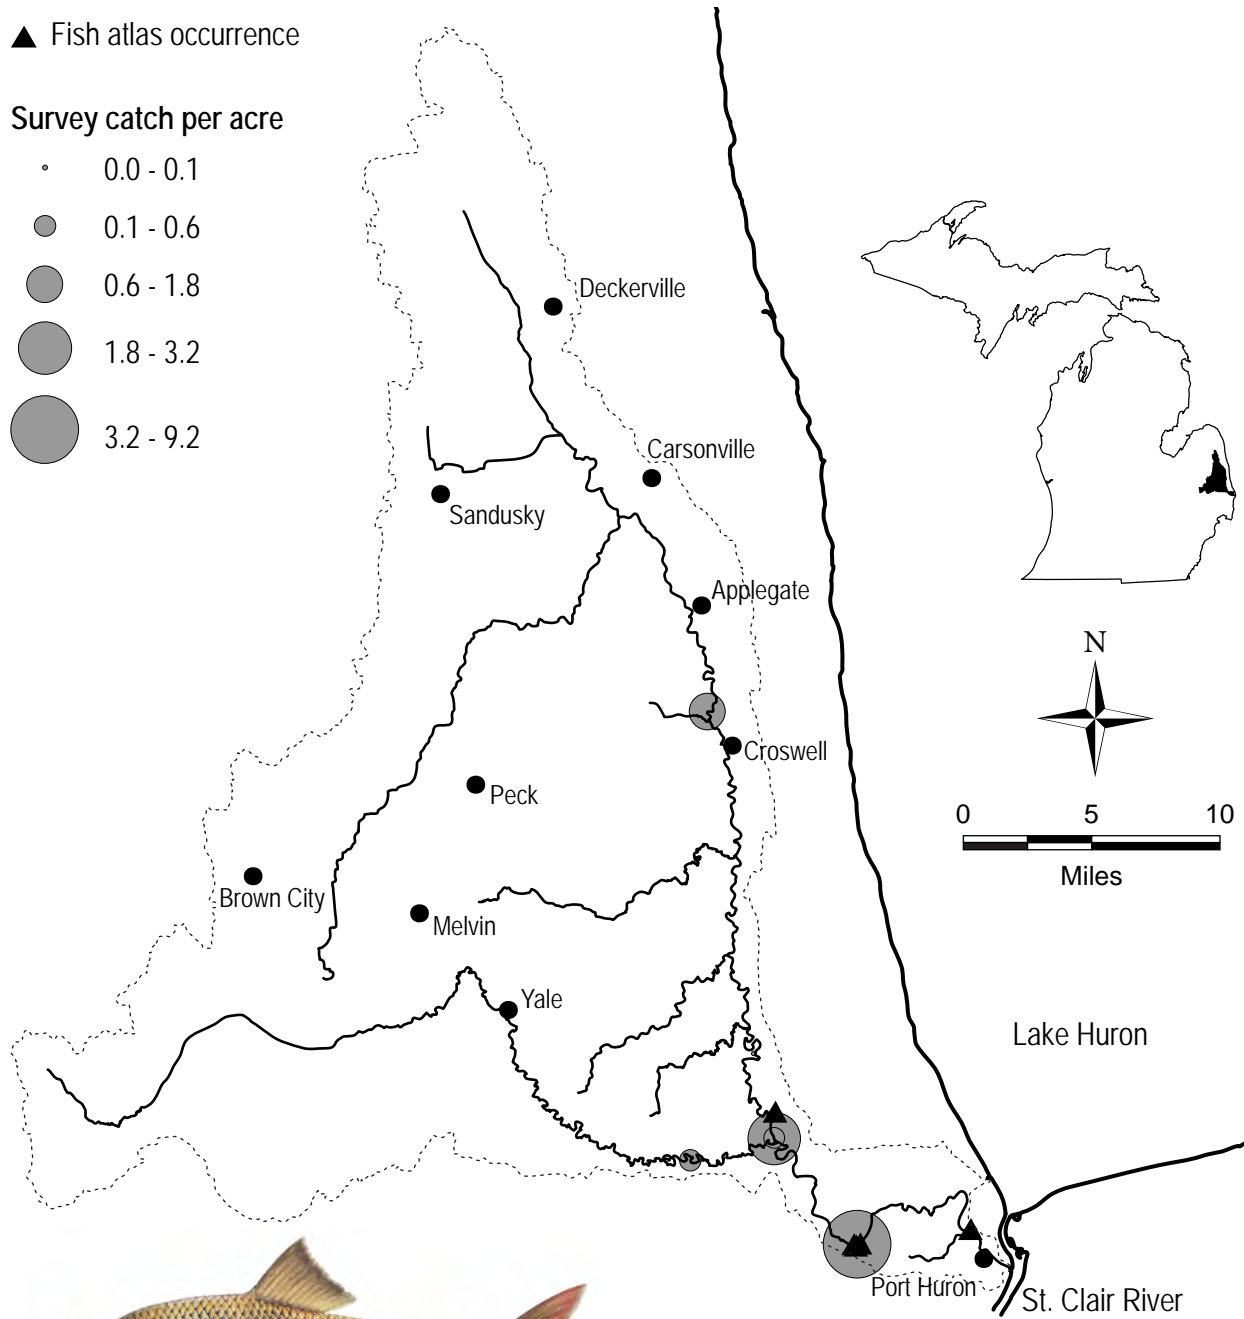 Fish atlas occurrence
Survey catch per acre
0.0 - 0.1
0.1 - 0.6
0.6 - 1.8
1.8 - 3.2
3.2 - 9.2
Deckerville
Carsonville
Sandusky
Applegate
N
Croswell
Peck
0 5 10
Miles
Brown City
Melvin
Yale
Lake Huron
Port Huron
St. Clair River